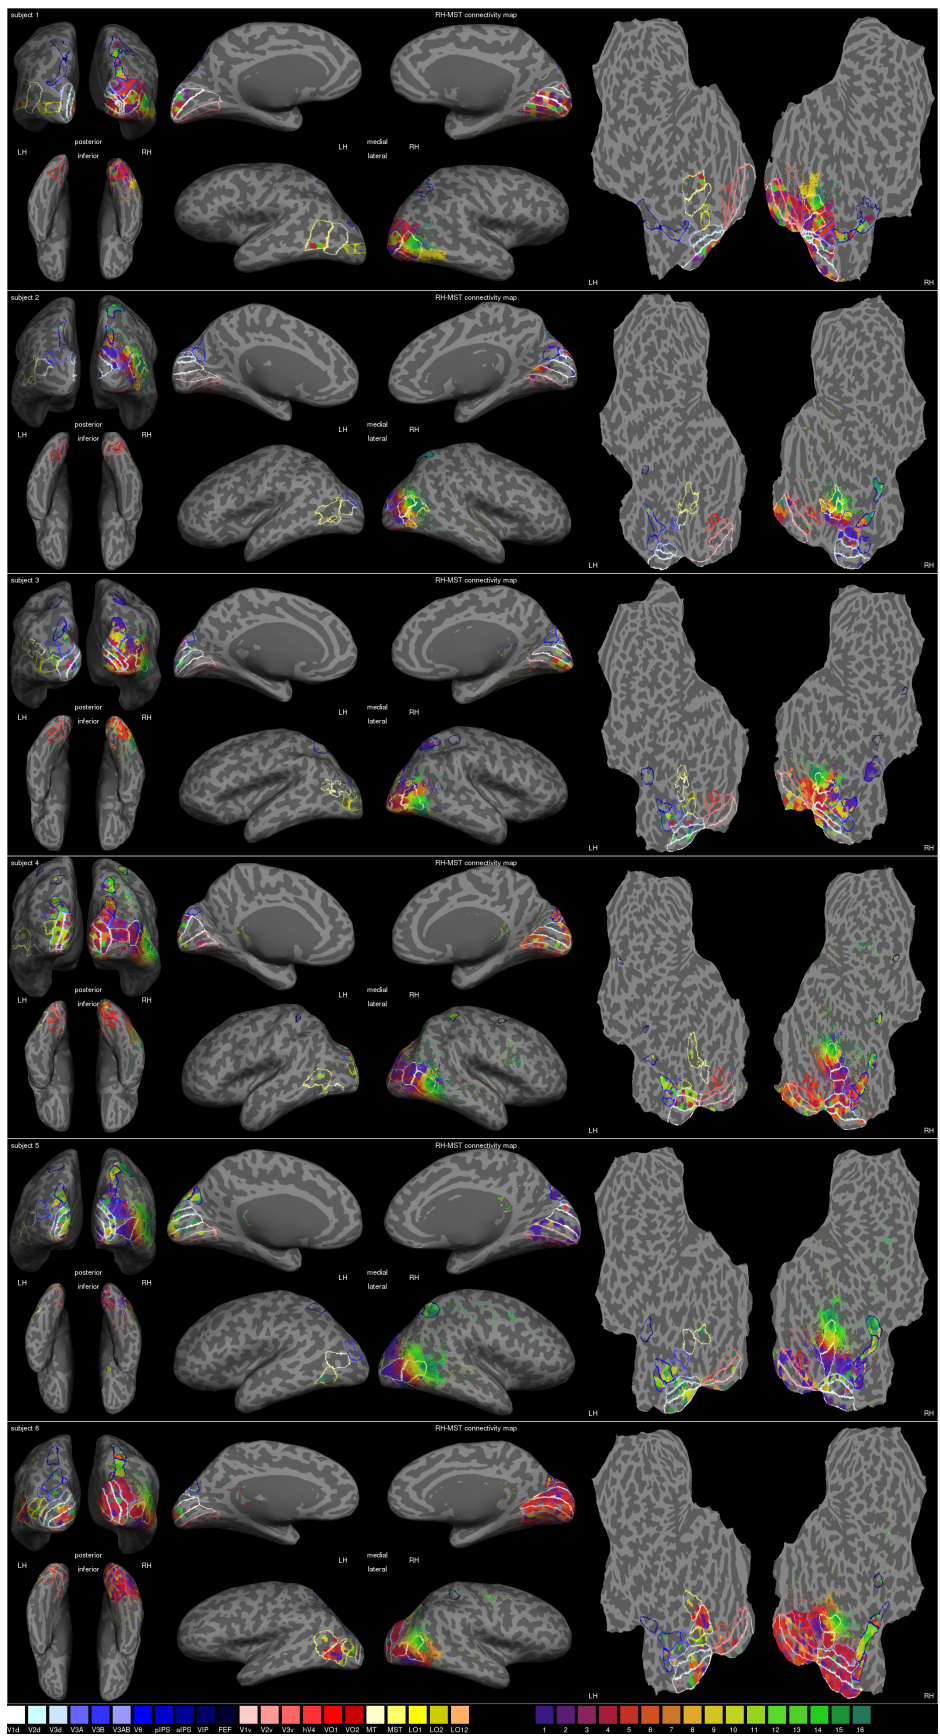 subject 1
RH-MST connectivity map
LH
posterior
inferior
RH
LH
medial
lateral
RH
LH
RH
subject 2
RH-MST connectivity map
LH
posterior
inferior
RH
LH
medial
lateral
RH
LH
RH
subject 3
RH-MST connectivity map
LH
posterior
inferior
RH
LH
medial
lateral
RH
LH
RH
subject 4
RH-MST connectivity map
LH
posterior
inferior
RH
LH
medial
lateral
RH
LH
RH
subject 5
RH-MST connectivity map
LH
posterior
inferior
RH
LH
medial
lateral
RH
LH
RH
subject 6
RH-MST connectivity map
LH
posterior
inferior
RH
LH
medial
lateral
RH
LH
RH
V1d V2d V3d V3A V3B V3AB V6 pIPS aIPS VIP FEF V1v V2v V3v hV4 VO1 VO2 MT MST LO1 LO2 LO12 1 2 3 4 5 6 7 8 9 10 11 12 13 14 15 16